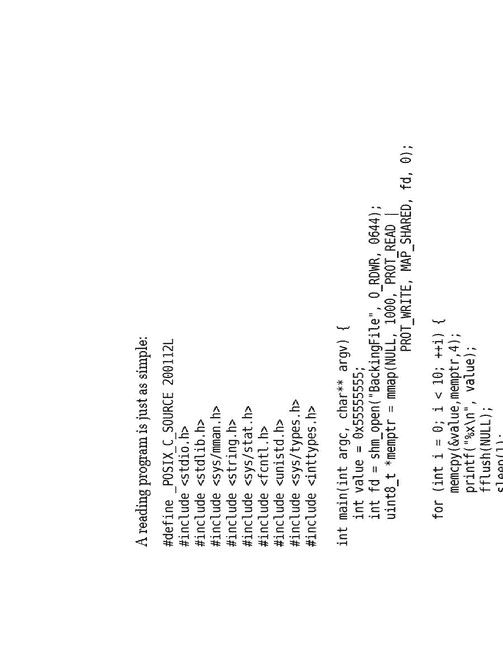 A reading program is just as simple:
#define _POSIX_C_SOURCE 200112L
#include <stdio.h>
#include <stdlib.h>
#include <sys/mman.h>
#include <string.h>
#include <sys/stat.h>
#include <fcntl.h>
#include <unistd.h>
#include <sys/types.h>
#include <inttypes.h>
int main(int argc, char** argv) {
int value = 0x55555555;
int fd = shm_open("BackingFile", O_RDWR, 0644);
uint8_t *memptr = mmap(NULL, 1000, PROT_READ |
PROT_WRITE, MAP_SHARED, fd, 0);
for (int i = 0; i < 10; ++i) {
memcpy(&value,memptr,4);
printf("%x\n", value);
fflush(NULL);
sleep(1);